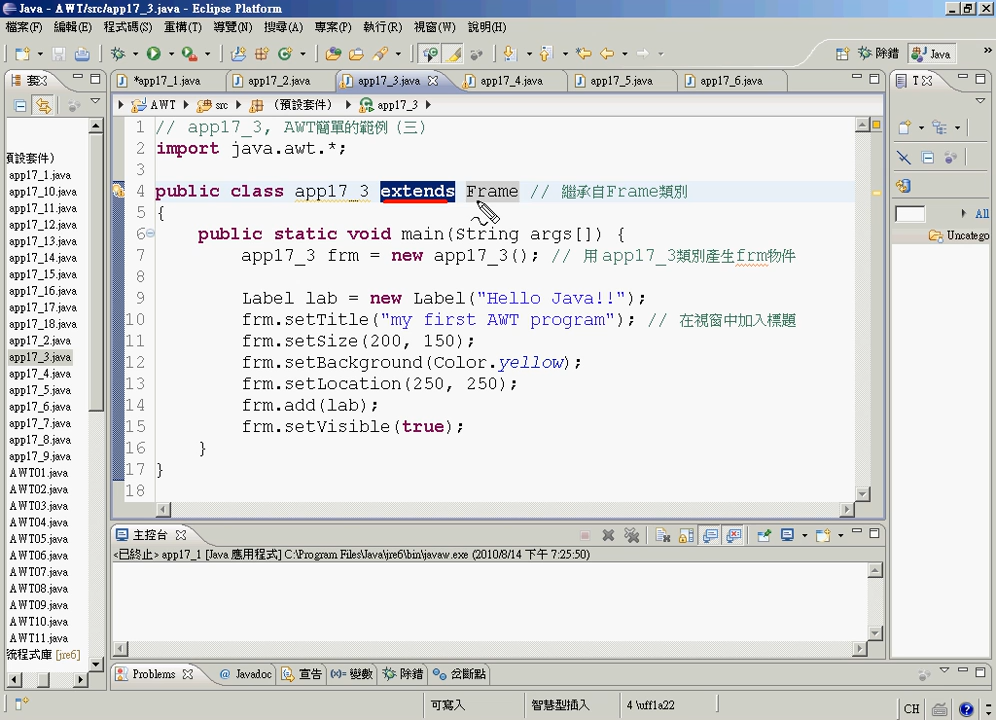 Java - AWT/src/app17_3.java - Eclipse Platform
檔案(F) 編輯(E) 程式碼(S) 重構(T) 導覽(N) 搜尋(A) 專案(P) 執行(R) 視窗(W) 說明(H)
除錯 Java
*app17_1.java app17_2.java app17_3.java app17_4.java app17_5.java app17_6.java
AWT src (預設套件) app17_3
1 // app17_3, AWT簡單的範例 (三)
2 import java.awt.*;
3
4 public class app17_3 extends Frame // 繼承自Frame類別
5 {
6 public static void main(String args[]) {
7 app17_3 frm = new app17_3(); // 用 app17_3類別產生frm物件
8
9 Label lab = new Label("Hello Java!!");
10 frm.setTitle("my first AWT program"); // 在視窗中加入標題
11 frm.setSize(200, 150);
12 frm.setBackground(Color.yellow);
13 frm.setLocation(250, 250);
14 frm.add(lab);
15 frm.setVisible(true);
16 }
17 }
18
預設套件)
app17_1.java
app17_10.java
app17_11.java
app17_12.java
app17_13.java
app17_14.java
app17_15.java
app17_16.java
app17_17.java
app17_18.java
app17_2.java
app17_3.java
app17_4.java
app17_5.java
app17_6.java
app17_7.java
app17_8.java
app17_9.java
AWT01.java
AWT02.java
AWT03.java
AWT04.java
AWT05.java
AWT06.java
AWT07.java
AWT08.java
AWT09.java
AWT10.java
AWT11.java
統程式庫 [jre6]
T
All
Uncatego
主控台
<已終止> app17_1 [Java 應用程式] C:\Program Files\Java\jre6\bin\javaw.exe (2010/8/14 下午 7:25:50)
Problems Javadoc 宣告 變數 除錯 岔斷點
可寫入 智慧型插入 4 \uff1a22
CH